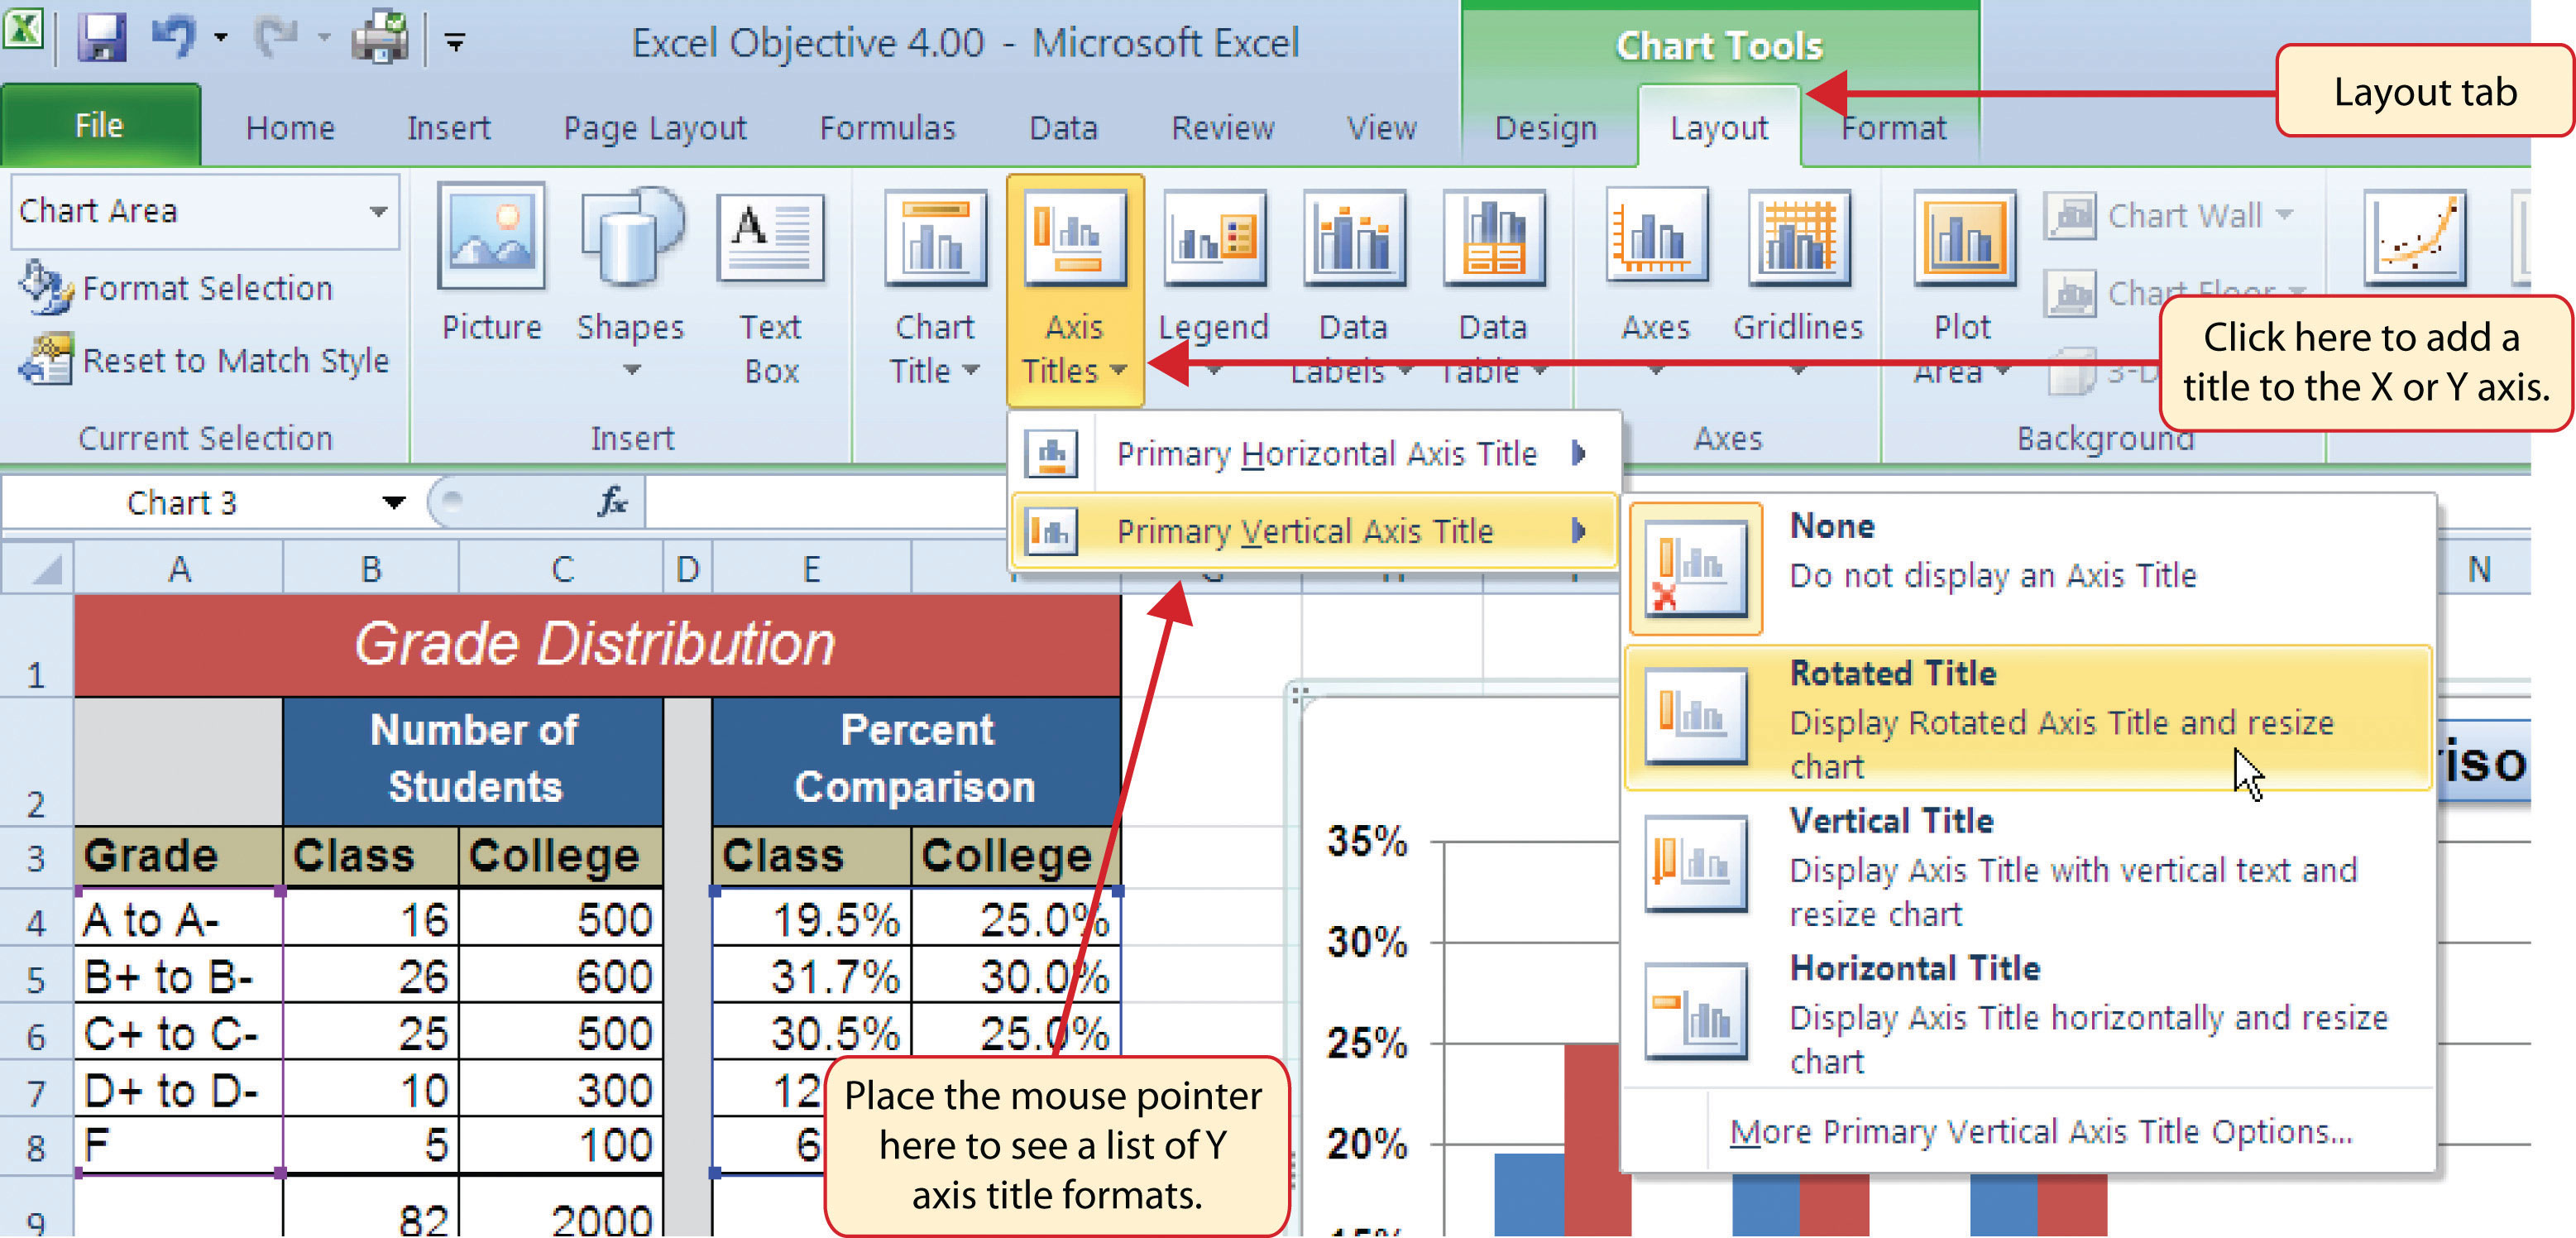 Excel Objective 4.00 - Microsoft Excel
Chart Tools
Layout tab
File Home Insert Page Layout Formulas Data Review View Design Layout Format
Chart Area
Format Selection
Reset to Match Style
Current Selection
Picture
Shapes
Text
Box
Insert
Chart
Title
Axis
Titles
Legend
Data
Labels
Data
Table
Axes
Gridlines
Axes
Plot
Area
Chart Wall
Chart Floor
3-D
Background
Click here to add a
title to the X or Y axis.
Primary Horizontal Axis Title
Primary Vertical Axis Title
None
Do not display an Axis Title
Rotated Title
Display Rotated Axis Title and resize
chart
Vertical Title
Display Axis Title with vertical text and
resize chart
Horizontal Title
Display Axis Title horizontally and resize
chart
More Primary Vertical Axis Title Options...
Chart 3 fx
A B C D E N
1 Grade Distribution
Number of Percent
2 Students Comparison
3 Grade Class College Class College
4 A to A- 16 500 19.5% 25.0%
5 B+ to B- 26 600 31.7% 30.0%
6 C+ to C- 25 500 30.5% 25.0%
7 D+ to D- 10 300 12
8 F 5 100 6
9 82 2000
Place the mouse pointer
here to see a list of Y
axis title formats.
iso
35%
30%
25%
20%
15%